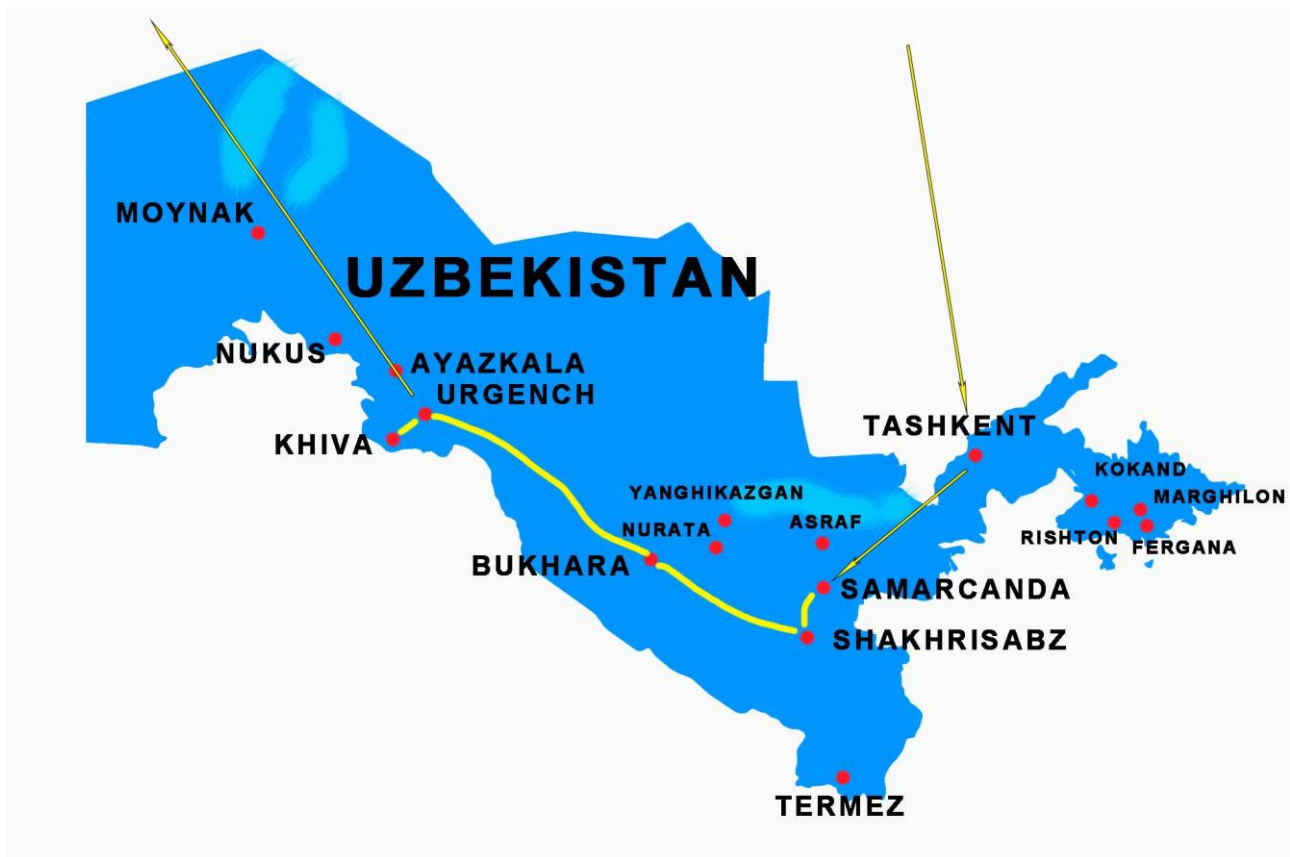 MOYNAK
UZBEKISTAN
NUKUS
AYAZKALA
URGENCH
KHIVA
TASHKENT
KOKAND
MARGHILON
RISHTON
FERGANA
YANGHIKAZGAN
NURATA
ASRAF
BUKHARA
SAMARCANDA
SHAKHRISABZ
TERMEZ